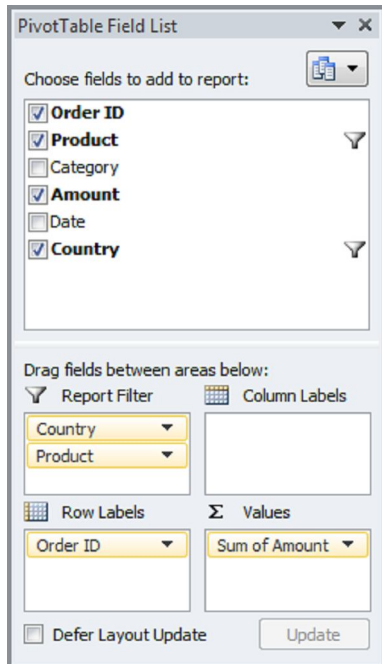 PivotTable Field List
Choose fields to add to report:
Order ID
Product
Category
Amount
Date
Country
Drag fields between areas below:
Report Filter
Column Labels
Country
Product
Row Labels
Σ Values
Order ID
Sum of Amount
Defer Layout Update
Update